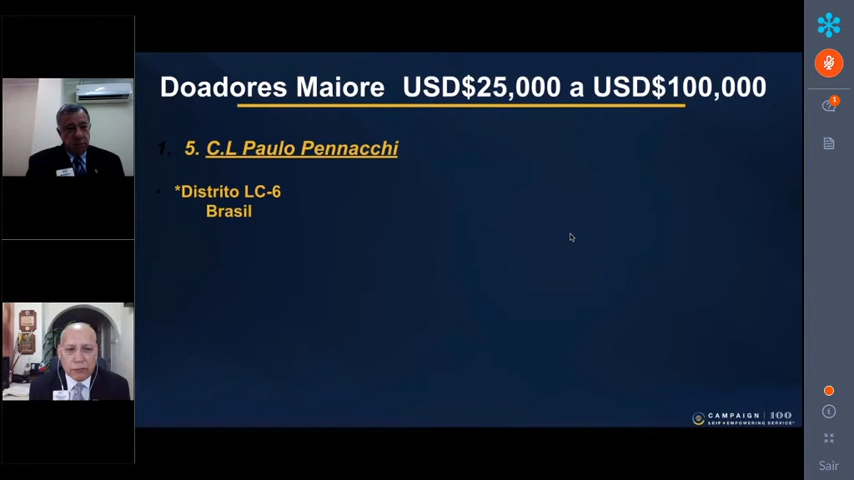 Doadores Maiore USD$25,000 a USD$100,000
1. 5. C.L Paulo Pennacchi
*Distrito LC-6
Brasil
CAMPAIGN | 100
LCIF • EMPOWERING SERVICE
1
Sair